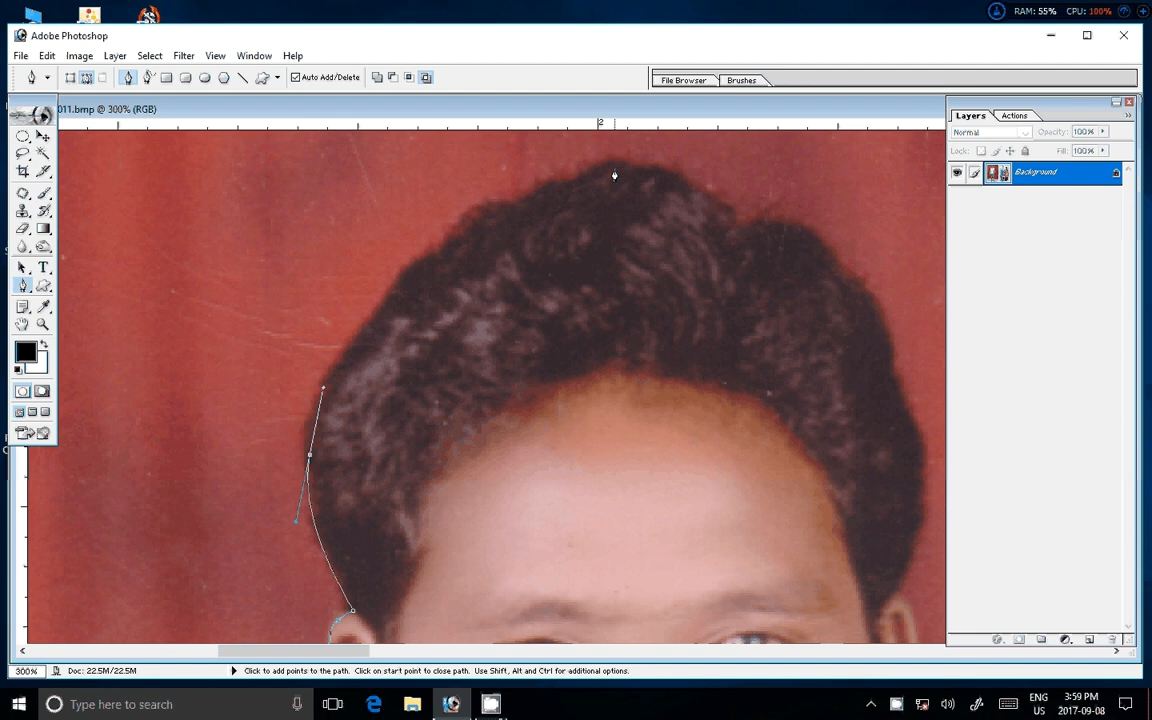 RAM: 55% CPU: 100%
Adobe Photoshop
File Edit Image Layer Select Filter View Window Help
Auto Add/Delete
File Browser Brushes
011.bmp @ 300% (RGB)
2
Layers Actions
Normal Opacity: 100%
Lock: Fill: 100%
Background
T
300% Doc: 22.5M/22.5M Click to add points to the path. Click on start point to close path. Use Shift, Alt and Ctrl for additional options.
Type here to search
ENG
US
3:59 PM
2017-09-08